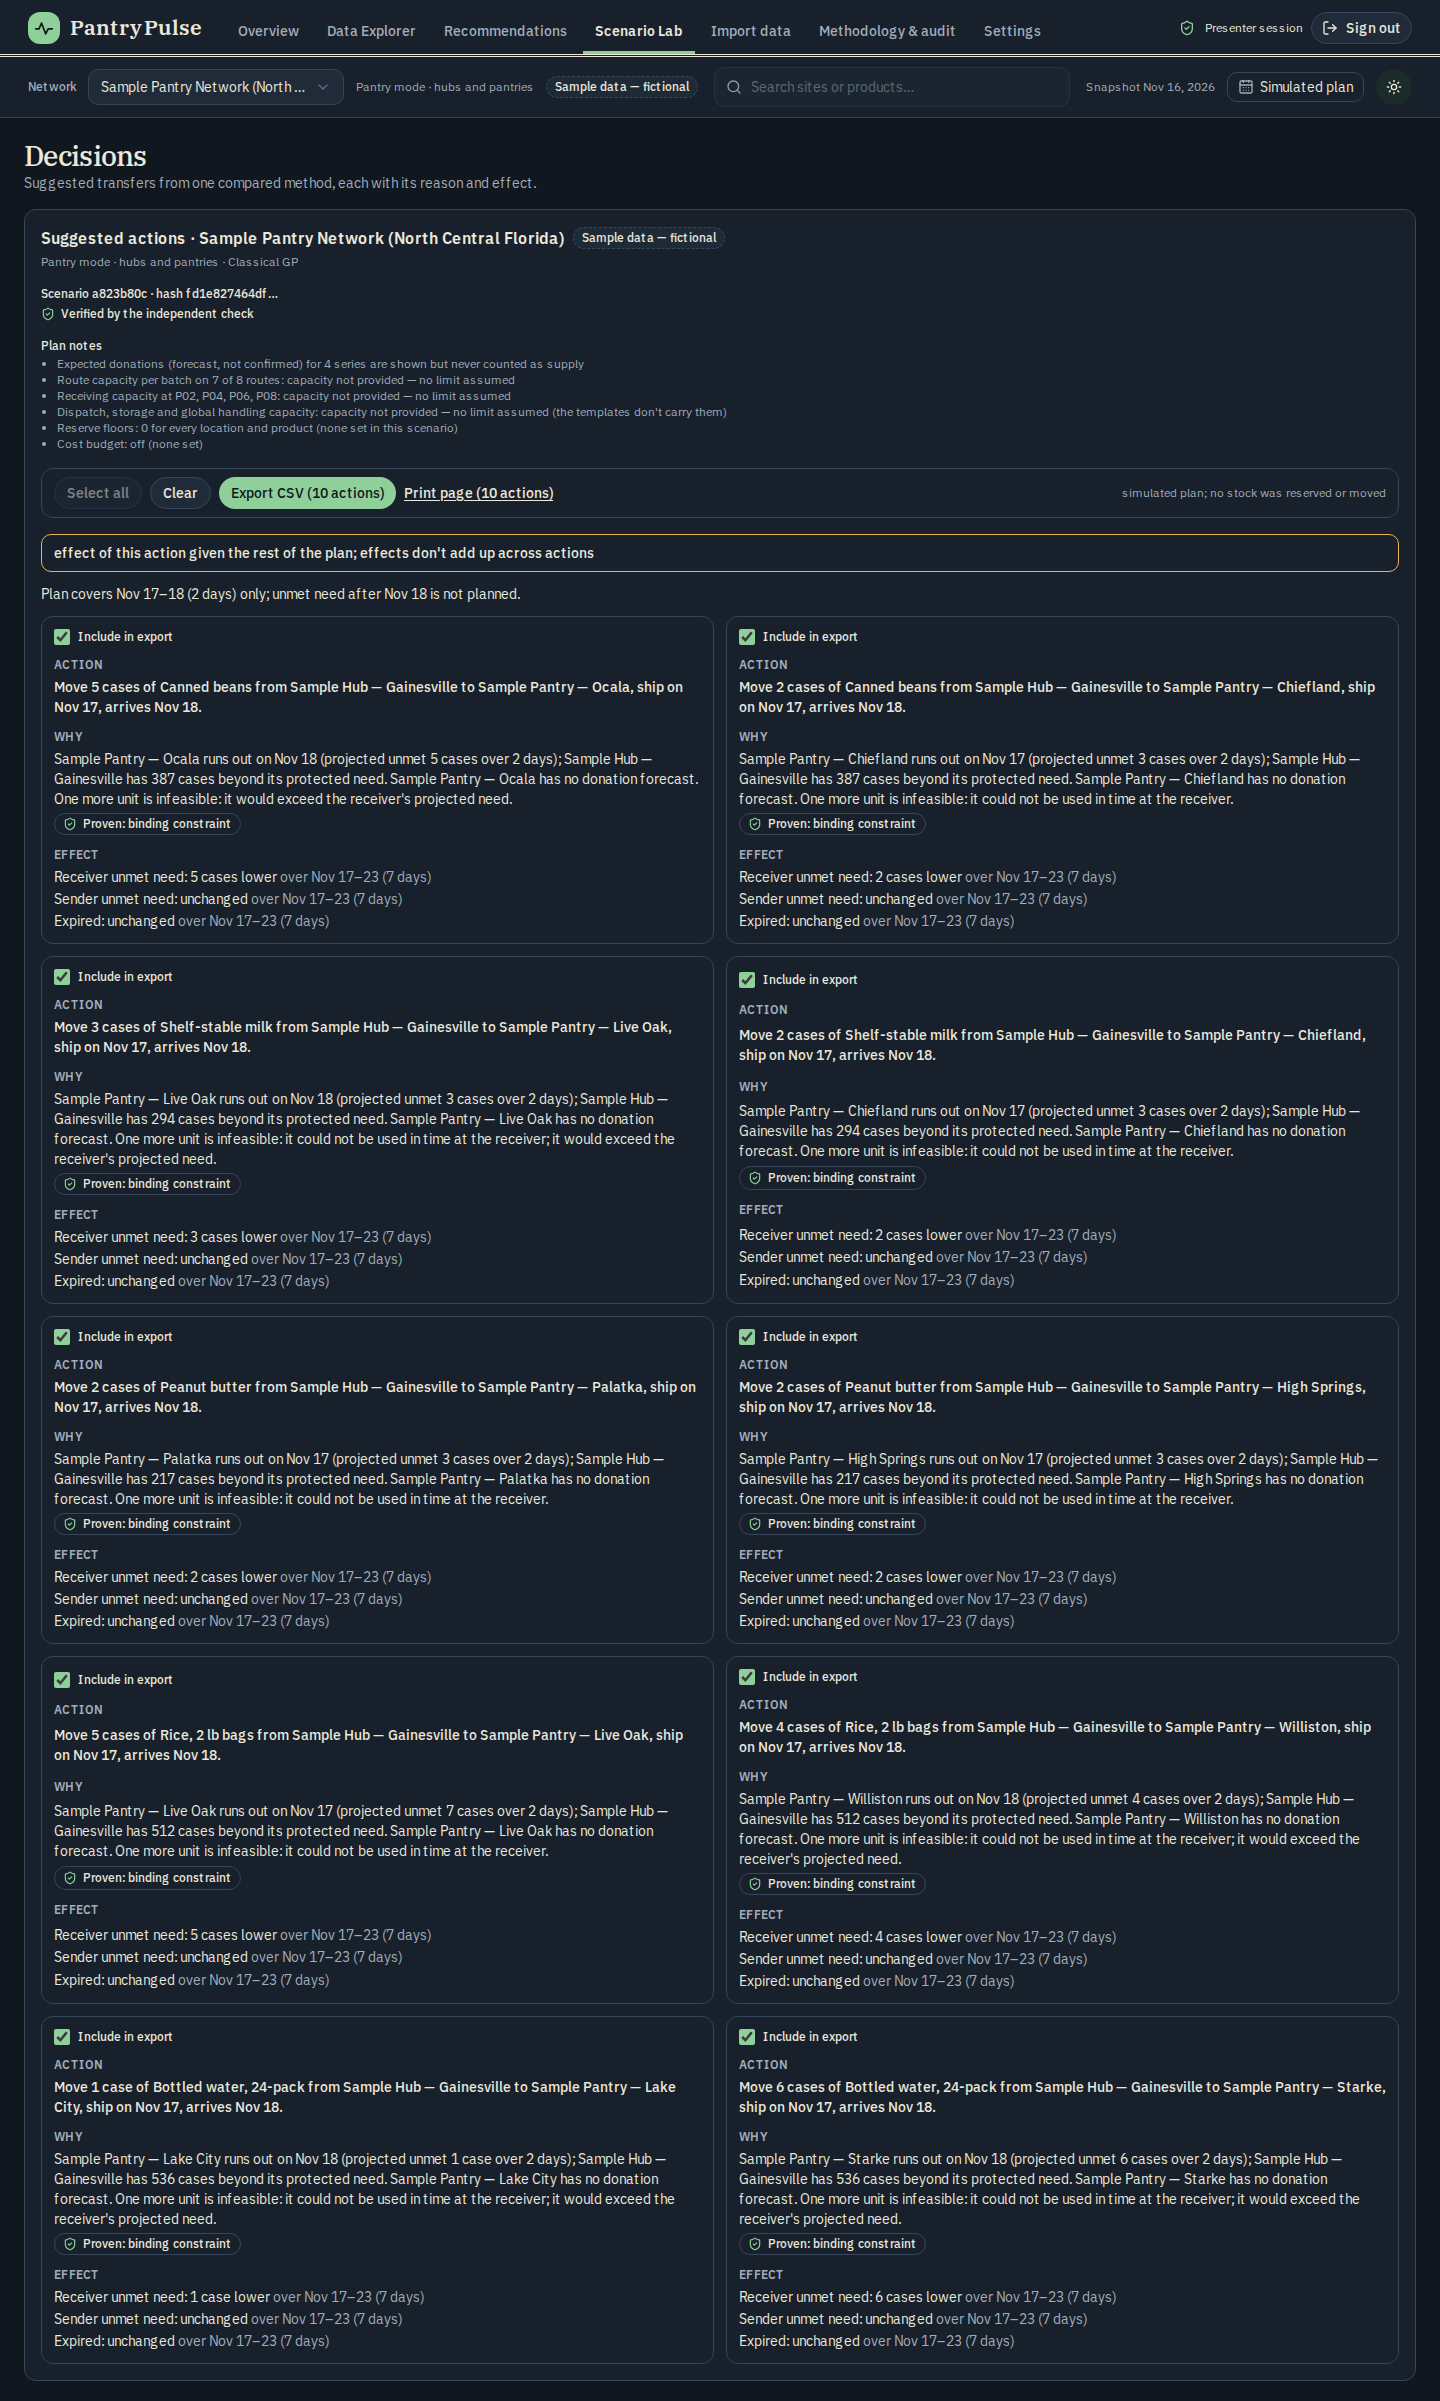 PantryPulse
Overview
Data Explorer
Recommendations
Scenario Lab
Import data
Methodology & audit
Settings
Presenter session
Sign out
Network
Sample Pantry Network (North ...
Pantry mode · hubs and pantries
Sample data — fictional
Search sites or products...
Snapshot Nov 16, 2026
Simulated plan
Decisions
Suggested transfers from one compared method, each with its reason and effect.
Suggested actions · Sample Pantry Network (North Central Florida)
Sample data — fictional
Pantry mode · hubs and pantries · Classical GP
Scenario a823b80c · hash fd1e827464df...
Verified by the independent check
Plan notes
• Expected donations (forecast, not confirmed) for 4 series are shown but never counted as supply
• Route capacity per batch on 7 of 8 routes: capacity not provided — no limit assumed
• Receiving capacity at P02, P04, P06, P08: capacity not provided — no limit assumed
• Dispatch, storage and global handling capacity: capacity not provided — no limit assumed (the templates don't carry them)
• Reserve floors: 0 for every location and product (none set in this scenario)
• Cost budget: off (none set)
Select all
Clear
Export CSV (10 actions)
Print page (10 actions)
simulated plan; no stock was reserved or moved
effect of this action given the rest of the plan; effects don't add up across actions
Plan covers Nov 17–18 (2 days) only; unmet need after Nov 18 is not planned.
Include in export
ACTION
Move 5 cases of Canned beans from Sample Hub — Gainesville to Sample Pantry — Ocala, ship on
Nov 17, arrives Nov 18.
WHY
Sample Pantry — Ocala runs out on Nov 18 (projected unmet 5 cases over 2 days); Sample Hub —
Gainesville has 387 cases beyond its protected need. Sample Pantry — Ocala has no donation forecast.
One more unit is infeasible: it would exceed the receiver's projected need.
Proven: binding constraint
EFFECT
Receiver unmet need: 5 cases lower over Nov 17–23 (7 days)
Sender unmet need: unchanged over Nov 17–23 (7 days)
Expired: unchanged over Nov 17–23 (7 days)
Include in export
ACTION
Move 2 cases of Canned beans from Sample Hub — Gainesville to Sample Pantry — Chiefland, ship
on Nov 17, arrives Nov 18.
WHY
Sample Pantry — Chiefland runs out on Nov 17 (projected unmet 3 cases over 2 days); Sample Hub —
Gainesville has 387 cases beyond its protected need. Sample Pantry — Chiefland has no donation
forecast. One more unit is infeasible: it could not be used in time at the receiver.
Proven: binding constraint
EFFECT
Receiver unmet need: 2 cases lower over Nov 17–23 (7 days)
Sender unmet need: unchanged over Nov 17–23 (7 days)
Expired: unchanged over Nov 17–23 (7 days)
Include in export
ACTION
Move 3 cases of Shelf-stable milk from Sample Hub — Gainesville to Sample Pantry — Live Oak,
ship on Nov 17, arrives Nov 18.
WHY
Sample Pantry — Live Oak runs out on Nov 18 (projected unmet 3 cases over 2 days); Sample Hub —
Gainesville has 294 cases beyond its protected need. Sample Pantry — Live Oak has no donation
forecast. One more unit is infeasible: it could not be used in time at the receiver; it would exceed the
receiver's projected need.
Proven: binding constraint
EFFECT
Receiver unmet need: 3 cases lower over Nov 17–23 (7 days)
Sender unmet need: unchanged over Nov 17–23 (7 days)
Expired: unchanged over Nov 17–23 (7 days)
Include in export
ACTION
Move 2 cases of Shelf-stable milk from Sample Hub — Gainesville to Sample Pantry — Chiefland,
ship on Nov 17, arrives Nov 18.
WHY
Sample Pantry — Chiefland runs out on Nov 17 (projected unmet 3 cases over 2 days); Sample Hub —
Gainesville has 294 cases beyond its protected need. Sample Pantry — Chiefland has no donation
forecast. One more unit is infeasible: it could not be used in time at the receiver.
Proven: binding constraint
EFFECT
Receiver unmet need: 2 cases lower over Nov 17–23 (7 days)
Sender unmet need: unchanged over Nov 17–23 (7 days)
Expired: unchanged over Nov 17–23 (7 days)
Include in export
ACTION
Move 2 cases of Peanut butter from Sample Hub — Gainesville to Sample Pantry — Palatka, ship on
Nov 17, arrives Nov 18.
WHY
Sample Pantry — Palatka runs out on Nov 17 (projected unmet 3 cases over 2 days); Sample Hub —
Gainesville has 217 cases beyond its protected need. Sample Pantry — Palatka has no donation
forecast. One more unit is infeasible: it could not be used in time at the receiver.
Proven: binding constraint
EFFECT
Receiver unmet need: 2 cases lower over Nov 17–23 (7 days)
Sender unmet need: unchanged over Nov 17–23 (7 days)
Expired: unchanged over Nov 17–23 (7 days)
Include in export
ACTION
Move 2 cases of Peanut butter from Sample Hub — Gainesville to Sample Pantry — High Springs,
ship on Nov 17, arrives Nov 18.
WHY
Sample Pantry — High Springs runs out on Nov 17 (projected unmet 3 cases over 2 days); Sample Hub —
Gainesville has 217 cases beyond its protected need. Sample Pantry — High Springs has no donation
forecast. One more unit is infeasible: it could not be used in time at the receiver.
Proven: binding constraint
EFFECT
Receiver unmet need: 2 cases lower over Nov 17–23 (7 days)
Sender unmet need: unchanged over Nov 17–23 (7 days)
Expired: unchanged over Nov 17–23 (7 days)
Include in export
ACTION
Move 5 cases of Rice, 2 lb bags from Sample Hub — Gainesville to Sample Pantry — Live Oak, ship
on Nov 17, arrives Nov 18.
WHY
Sample Pantry — Live Oak runs out on Nov 17 (projected unmet 7 cases over 2 days); Sample Hub —
Gainesville has 512 cases beyond its protected need. Sample Pantry — Live Oak has no donation
forecast. One more unit is infeasible: it could not be used in time at the receiver.
Proven: binding constraint
EFFECT
Receiver unmet need: 5 cases lower over Nov 17–23 (7 days)
Sender unmet need: unchanged over Nov 17–23 (7 days)
Expired: unchanged over Nov 17–23 (7 days)
Include in export
ACTION
Move 4 cases of Rice, 2 lb bags from Sample Hub — Gainesville to Sample Pantry — Williston, ship
on Nov 17, arrives Nov 18.
WHY
Sample Pantry — Williston runs out on Nov 18 (projected unmet 4 cases over 2 days); Sample Hub —
Gainesville has 512 cases beyond its protected need. Sample Pantry — Williston has no donation
forecast. One more unit is infeasible: it could not be used in time at the receiver; it would exceed the
receiver's projected need.
Proven: binding constraint
EFFECT
Receiver unmet need: 4 cases lower over Nov 17–23 (7 days)
Sender unmet need: unchanged over Nov 17–23 (7 days)
Expired: unchanged over Nov 17–23 (7 days)
Include in export
ACTION
Move 1 case of Bottled water, 24-pack from Sample Hub — Gainesville to Sample Pantry — Lake
City, ship on Nov 17, arrives Nov 18.
WHY
Sample Pantry — Lake City runs out on Nov 18 (projected unmet 1 case over 2 days); Sample Hub —
Gainesville has 536 cases beyond its protected need. Sample Pantry — Lake City has no donation
forecast. One more unit is infeasible: it could not be used in time at the receiver; it would exceed the
receiver's projected need.
Proven: binding constraint
EFFECT
Receiver unmet need: 1 case lower over Nov 17–23 (7 days)
Sender unmet need: unchanged over Nov 17–23 (7 days)
Expired: unchanged over Nov 17–23 (7 days)
Include in export
ACTION
Move 6 cases of Bottled water, 24-pack from Sample Hub — Gainesville to Sample Pantry — Starke,
ship on Nov 17, arrives Nov 18.
WHY
Sample Pantry — Starke runs out on Nov 18 (projected unmet 6 cases over 2 days); Sample Hub —
Gainesville has 536 cases beyond its protected need. Sample Pantry — Starke has no donation
forecast. One more unit is infeasible: it could not be used in time at the receiver; it would exceed the
receiver's projected need.
Proven: binding constraint
EFFECT
Receiver unmet need: 6 cases lower over Nov 17–23 (7 days)
Sender unmet need: unchanged over Nov 17–23 (7 days)
Expired: unchanged over Nov 17–23 (7 days)